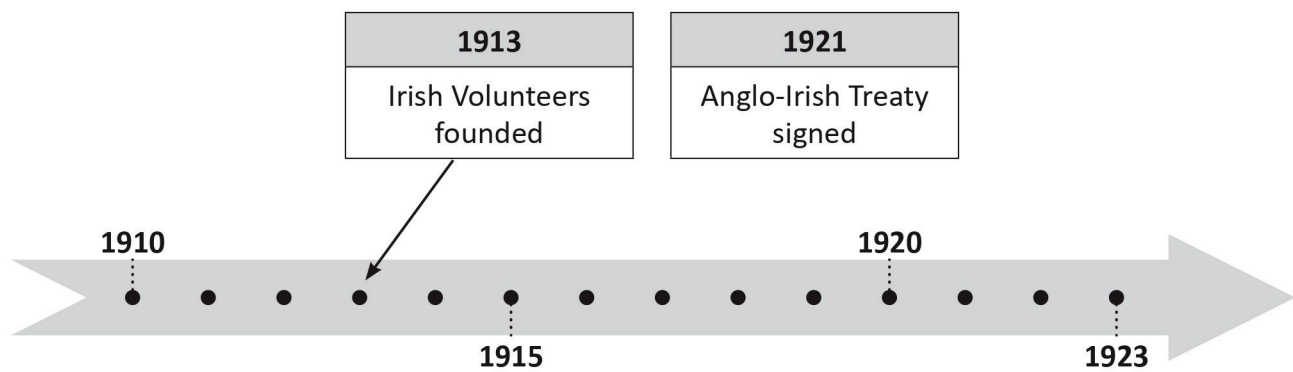 1913
Irish Volunteers
founded
1921
Anglo-Irish Treaty
signed
1910
1920
1915
1923